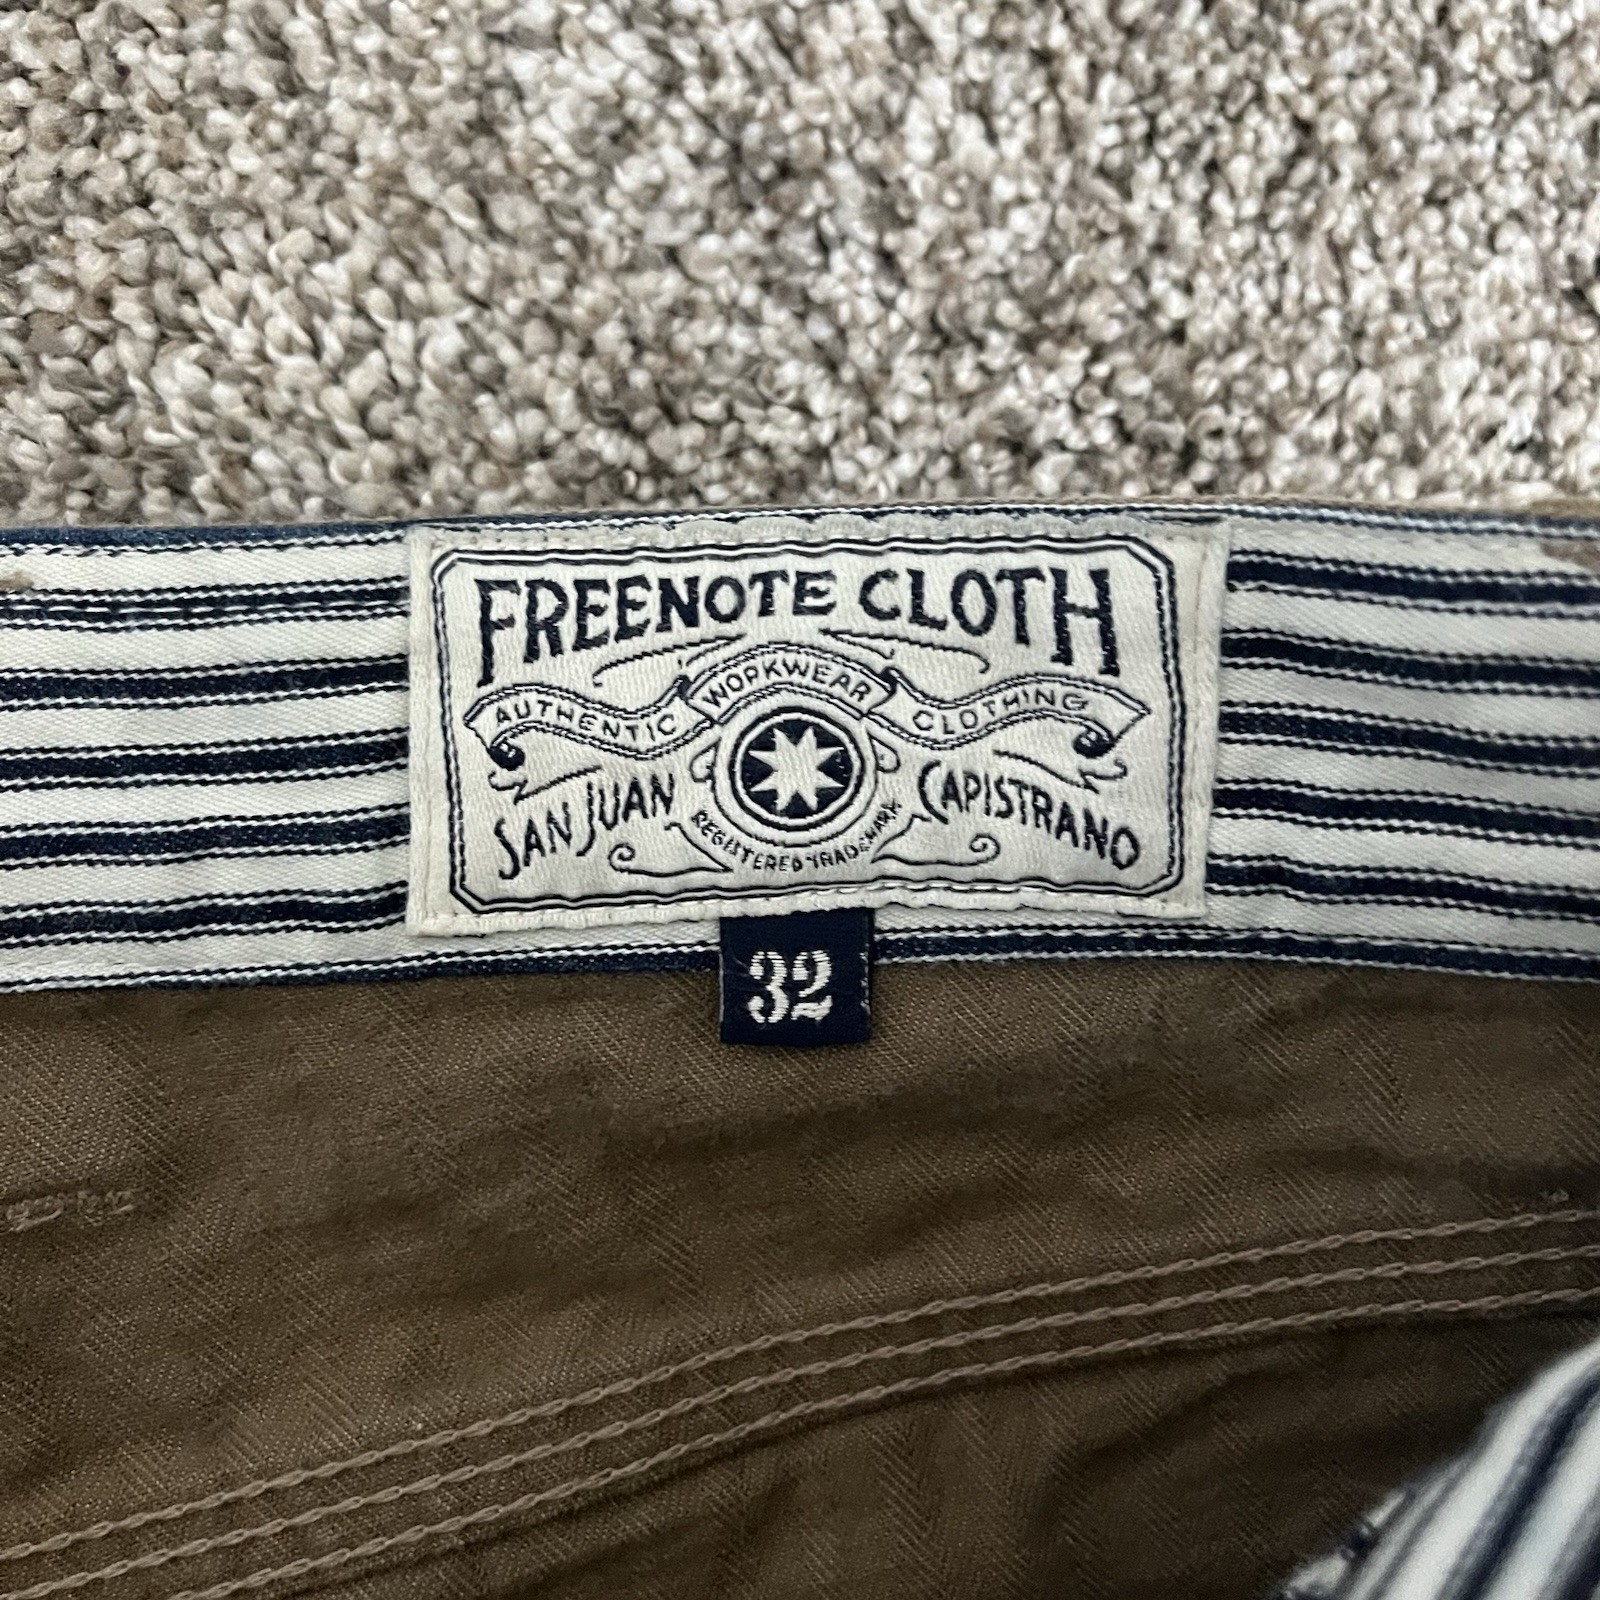 FREENOTE CLOTH
AUTHENTIC WORKWEAR CLOTHING
SAN JUAN CAPISTRANO
REGISTERED TRADEMARK
32